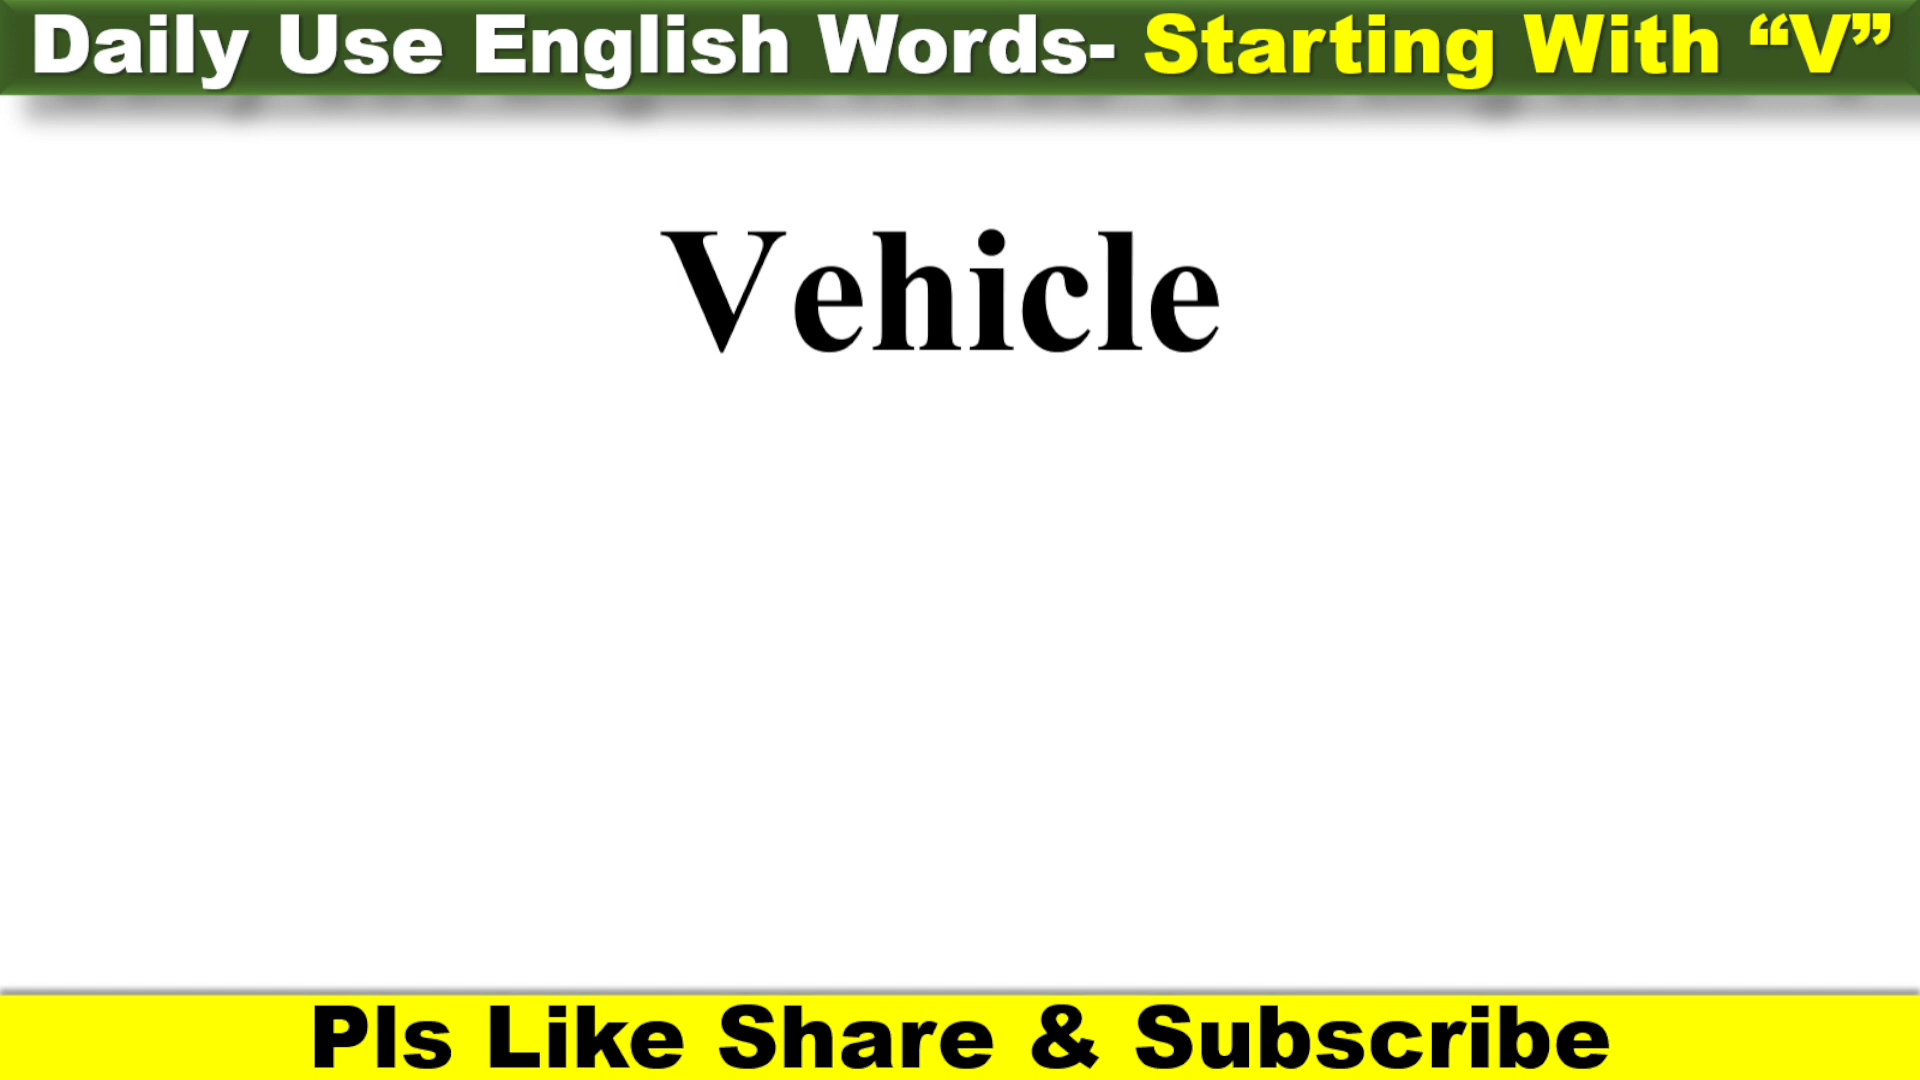 Daily Use English Words- Starting With “V”
Vehicle
Pls Like Share & Subscribe